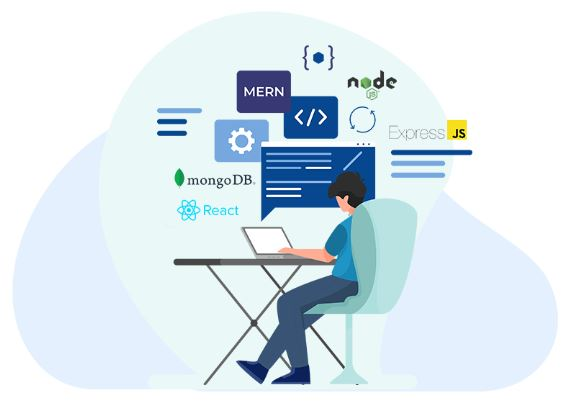 node
JS
MERN
</>
Express JS
mongoDB.
React